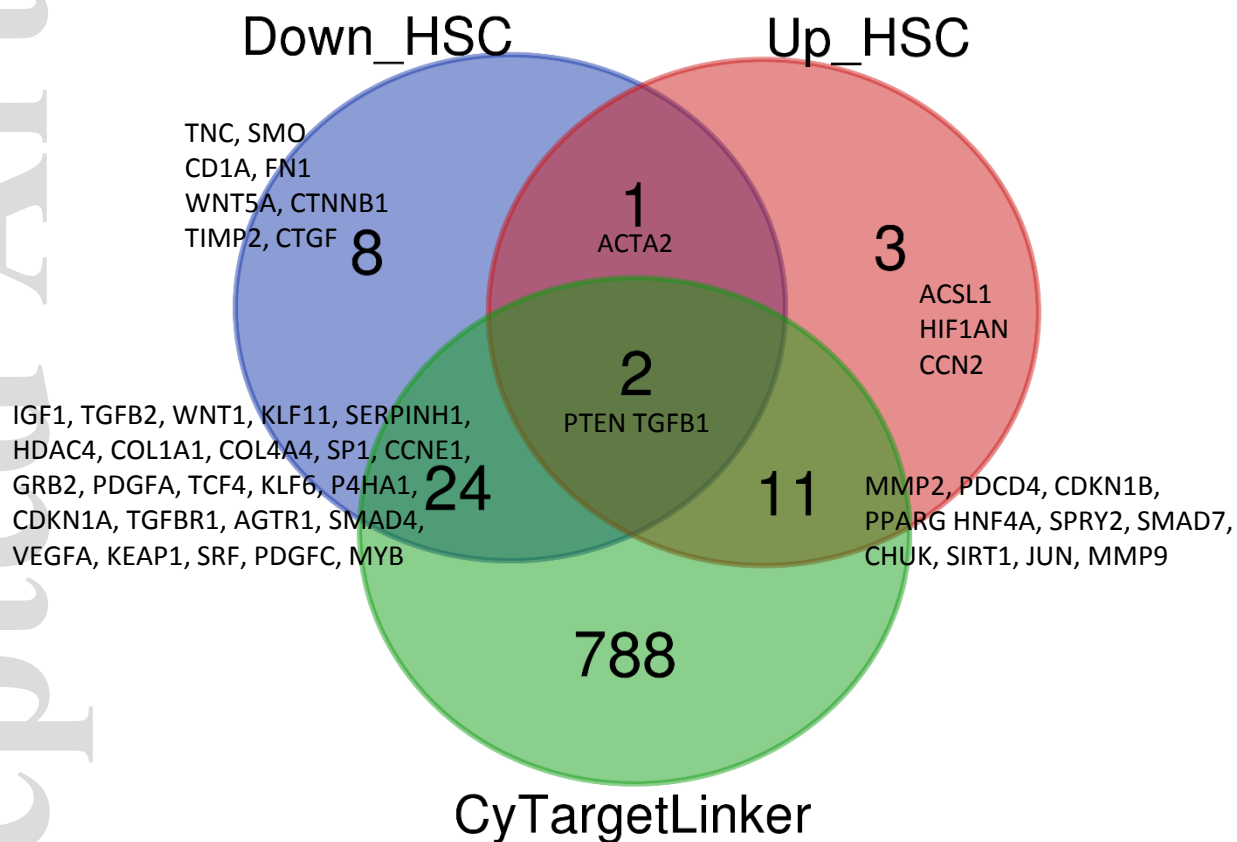 Down_HSC
Up_HSC
TNC, SMO
CD1A, FN1
WNT5A, CTNNB1
TIMP2, CTGF
8
1
ACTA2
3
ACSL1
HIF1AN
CCN2
2
PTEN TGFB1
IGF1, TGFB2, WNT1, KLF11, SERPINH1,
HDAC4, COL1A1, COL4A4, SP1, CCNE1,
GRB2, PDGFA, TCF4, KLF6, P4HA1,
CDKN1A, TGFBR1, AGTR1, SMAD4,
VEGFA, KEAP1, SRF, PDGFC, MYB
24
11
MMP2, PDCD4, CDKN1B,
PPARG HNF4A, SPRY2, SMAD7,
CHUK, SIRT1, JUN, MMP9
788
CyTargetLinker